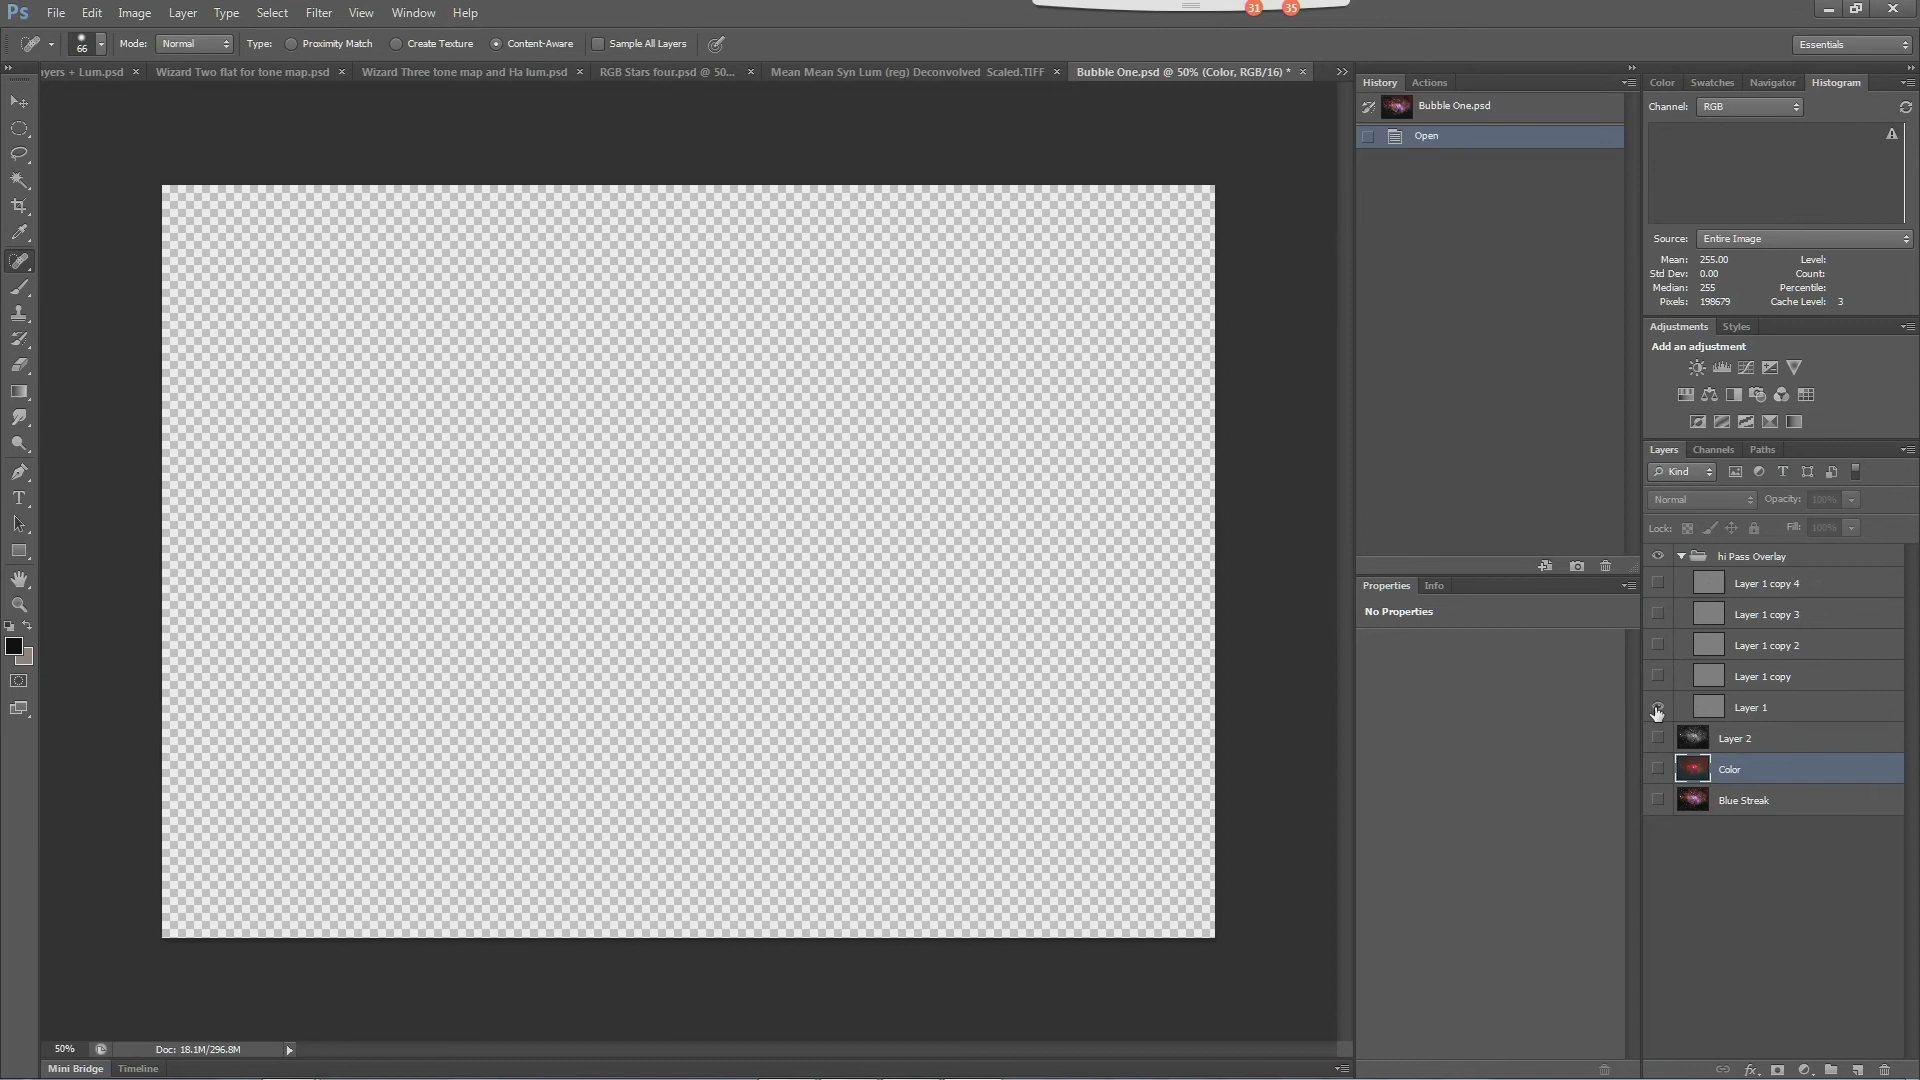 Ps File Edit Image Layer Type Select Filter View Window Help
31 35
66 Mode: Normal Type: Proximity Match Create Texture Content-Aware Sample All Layers
Essentials
yers + Lum.psd × Wizard Two flat for tone map.psd × Wizard Three tone map and Ha lum.psd × RGB Stars four.psd @ 50... × Mean Mean Syn Lum (reg) Deconvolved Scaled.TIFF × Bubble One.psd @ 50% (Color, RGB/16) * ×
History Actions
Bubble One.psd
Open
Properties Info
No Properties
Color Swatches Navigator Histogram
Channel: RGB
Source: Entire Image
Mean: 255.00 Level:
Std Dev: 0.00 Count:
Median: 255 Percentile:
Pixels: 198679 Cache Level: 3
Adjustments Styles
Add an adjustment
Layers Channels Paths
Kind
Normal Opacity: 100%
Lock: Fill: 100%
hi Pass Overlay
Layer 1 copy 4
Layer 1 copy 3
Layer 1 copy 2
Layer 1 copy
Layer 1
Layer 2
Color
Blue Streak
fx
50% Doc: 18.1M/296.8M
Mini Bridge Timeline